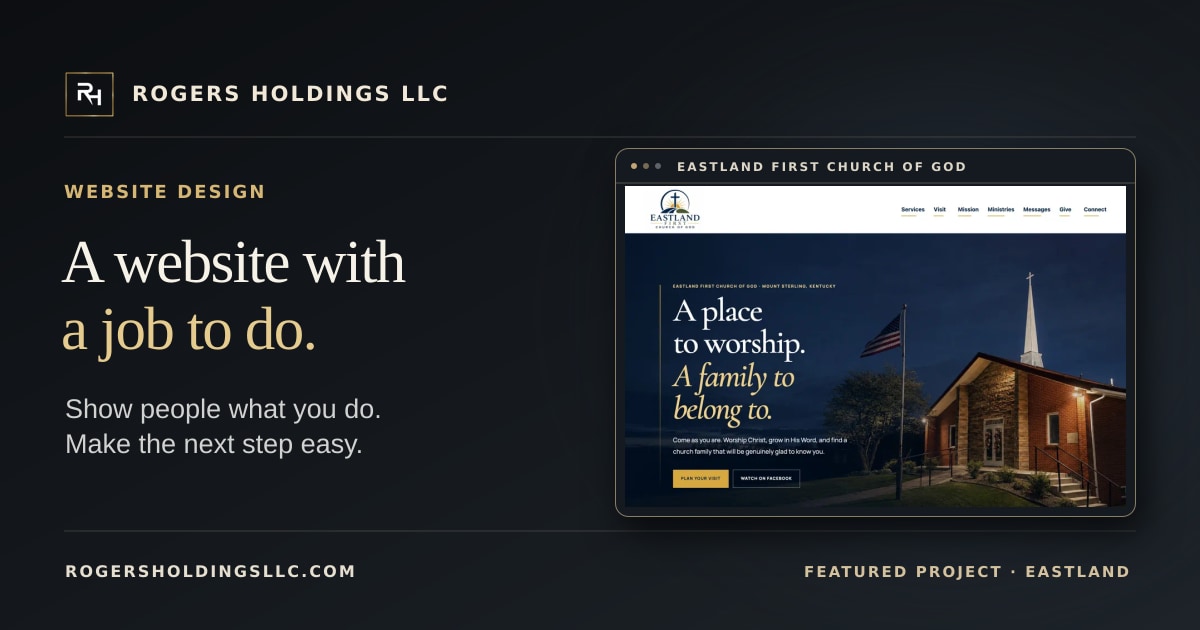 RH
ROGERS HOLDINGS LLC
WEBSITE DESIGN
A website with
a job to do.
Show people what you do.
Make the next step easy.
EASTLAND FIRST CHURCH OF GOD
EASTLAND
FIRST
CHURCH OF GOD
Services Visit Mission Ministries Messages Give Connect
EASTLAND FIRST CHURCH OF GOD · MOUNT STERLING, KENTUCKY
A place
to worship.
A family to
belong to.
Come as you are. Worship Christ, grow in His Word, and find a
church family that will be genuinely glad to know you.
PLAN YOUR VISIT WATCH ON FACEBOOK
ROGERSHOLDINGSLLC.COM
FEATURED PROJECT · EASTLAND